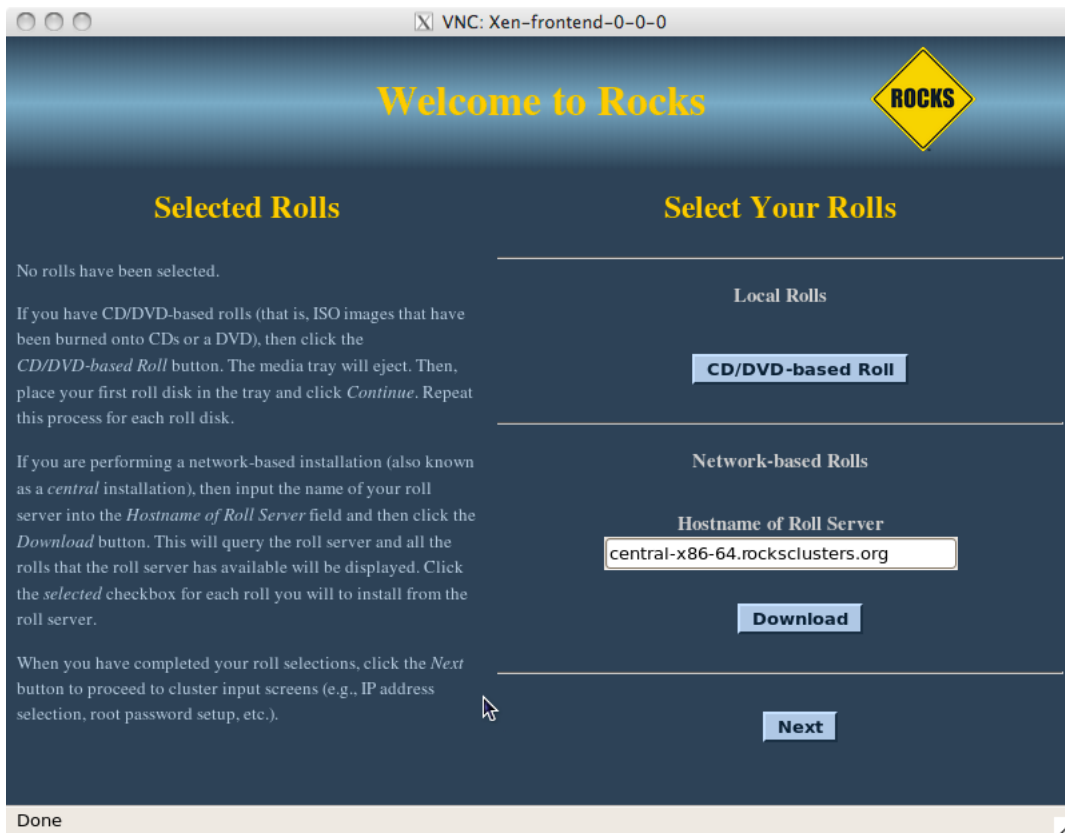 VNC: Xen-frontend-0-0-0
Welcome to Rocks
ROCKS
Selected Rolls
No rolls have been selected.
If you have CD/DVD-based rolls (that is, ISO images that have
been burned onto CDs or a DVD), then click the
CD/DVD-based Roll button. The media tray will eject. Then,
place your first roll disk in the tray and click Continue. Repeat
this process for each roll disk.
If you are performing a network-based installation (also known
as a central installation), then input the name of your roll
server into the Hostname of Roll Server field and then click the
Download button. This will query the roll server and all the
rolls that the roll server has available will be displayed. Click
the selected checkbox for each roll you will to install from the
roll server.
When you have completed your roll selections, click the Next
button to proceed to cluster input screens (e.g., IP address
selection, root password setup, etc.).
Select Your Rolls
Local Rolls
CD/DVD-based Roll
Network-based Rolls
Hostname of Roll Server
central-x86-64.rocksclusters.org
Download
Next
Done